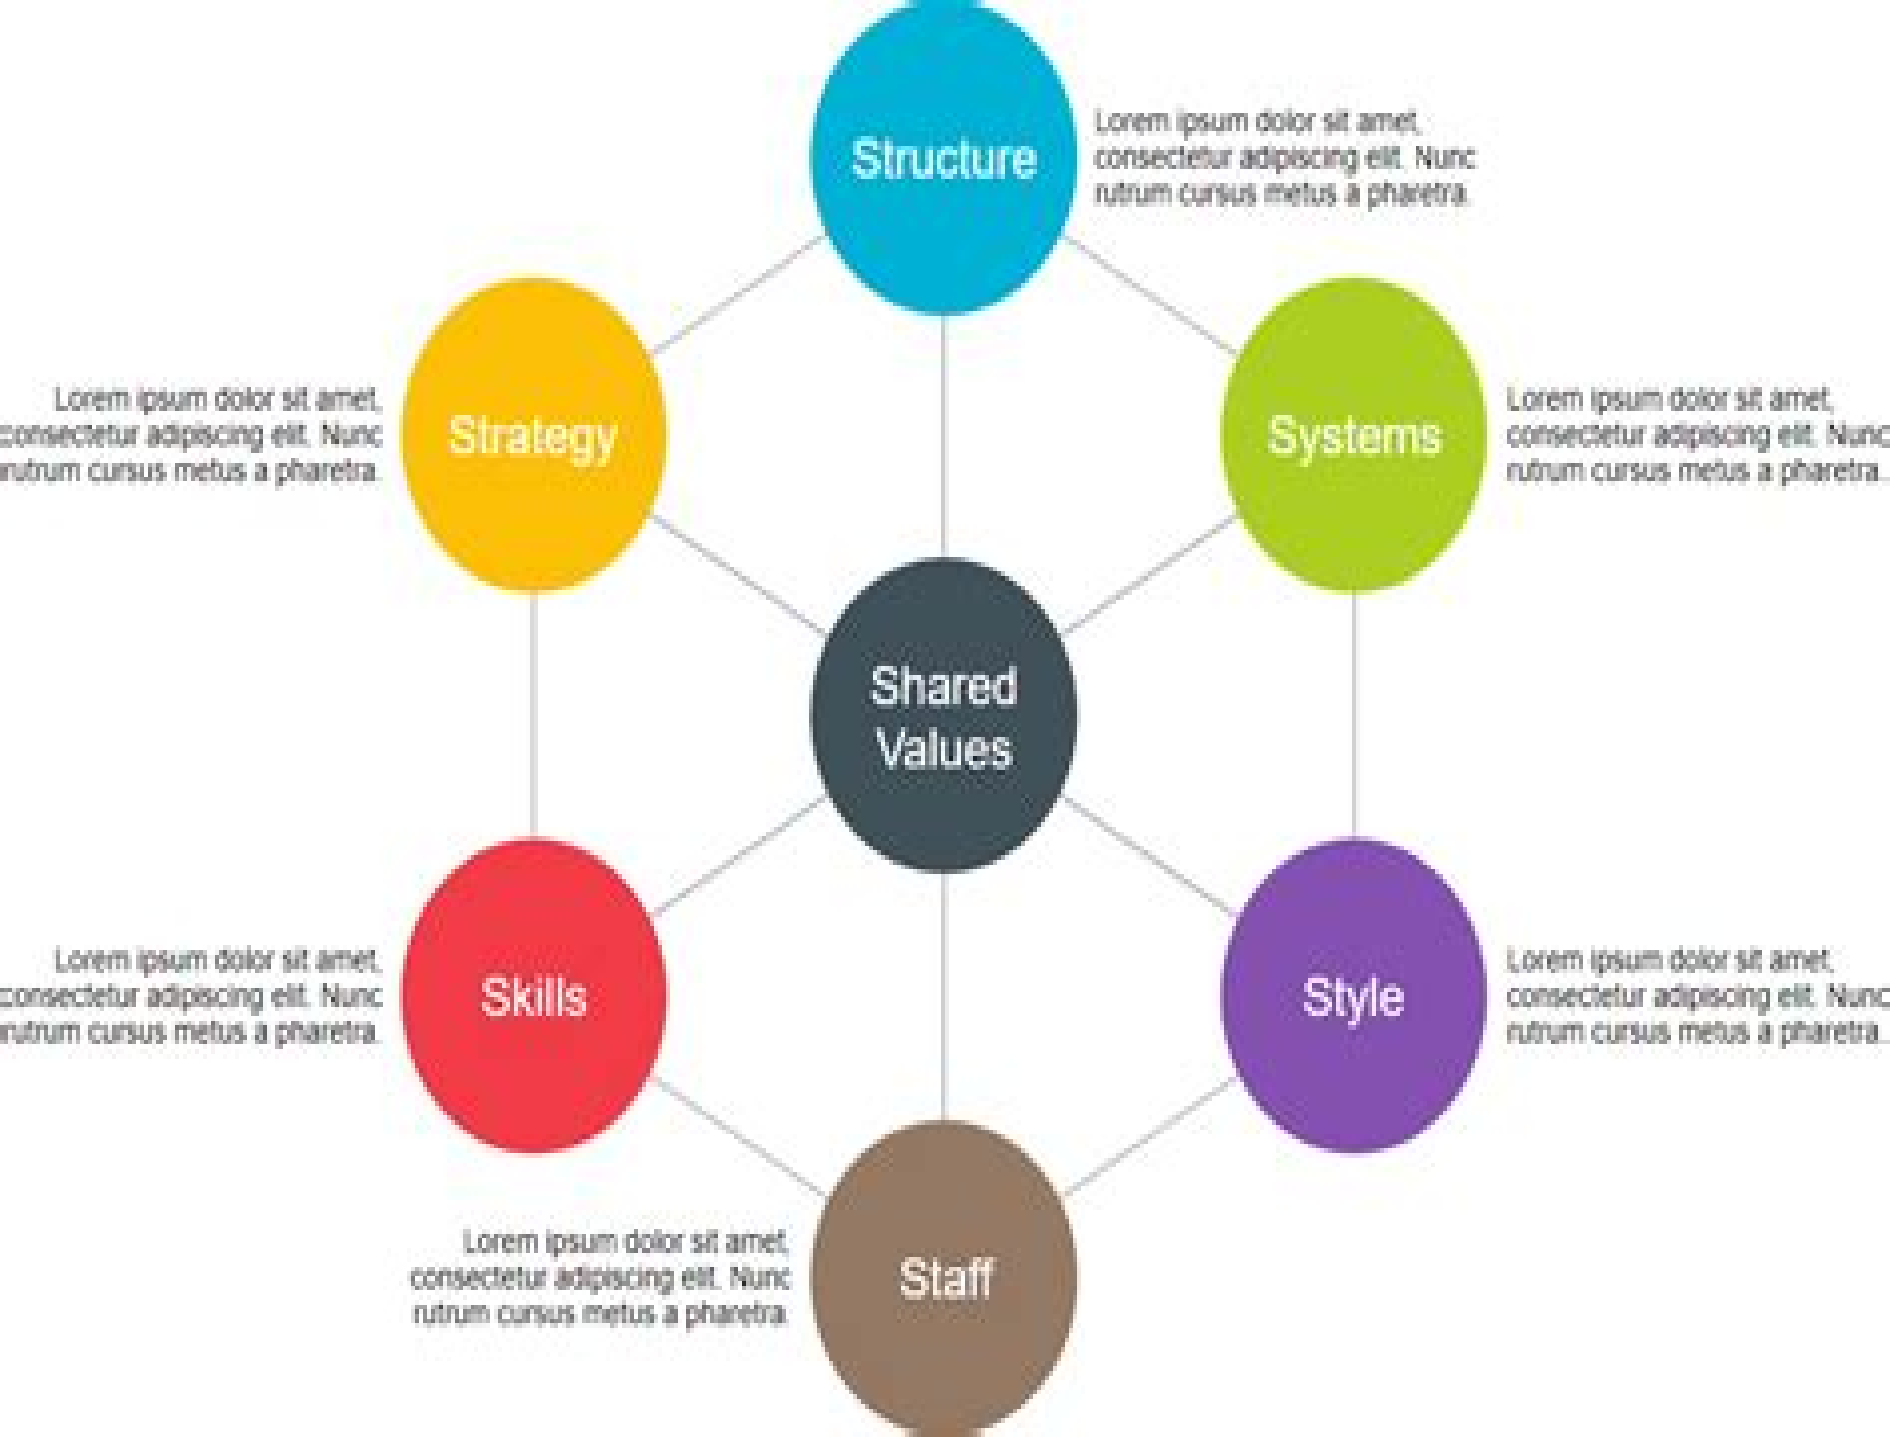 Structure
Lorem ipsum dolor sit amet,
consectetur adipiscing elit. Nunc
rutrum cursus metus a pharetra.
Strategy
Lorem ipsum dolor sit amet,
consectetur adipiscing elit. Nunc
rutrum cursus metus a pharetra.
Systems
Lorem ipsum dolor sit amet,
consectetur adipiscing elit. Nunc
rutrum cursus metus a pharetra.
Shared
Values
Skills
Lorem ipsum dolor sit amet,
consectetur adipiscing elit. Nunc
rutrum cursus metus a pharetra.
Style
Lorem ipsum dolor sit amet,
consectetur adipiscing elit. Nunc
rutrum cursus metus a pharetra.
Staff
Lorem ipsum dolor sit amet,
consectetur adipiscing elit. Nunc
rutrum cursus metus a pharetra.